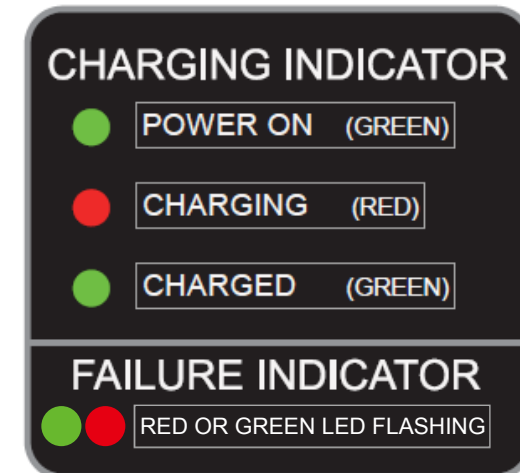 CHARGING INDICATOR
POWER ON (GREEN)
CHARGING (RED)
CHARGED (GREEN)
FAILURE INDICATOR
RED OR GREEN LED FLASHING